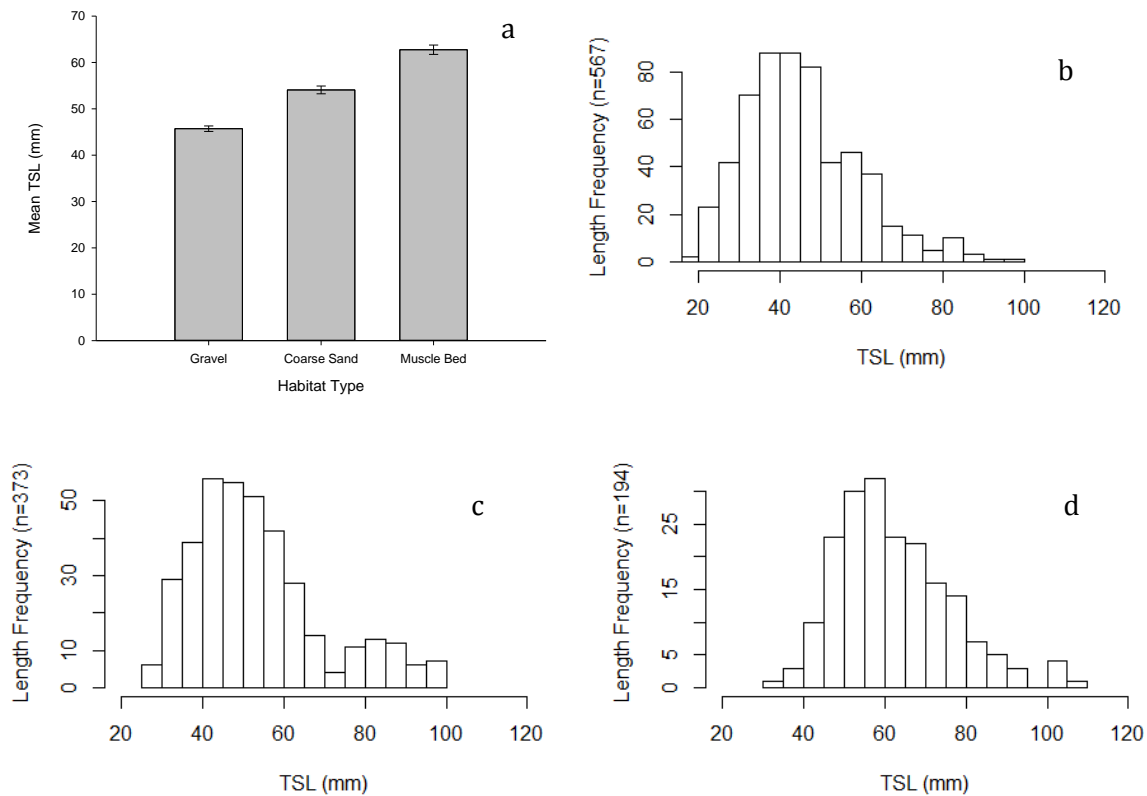 a
70
60
50
40
30
20
10
0
Mean TSL (mm)
Gravel Coarse Sand Muscle Bed
Habitat Type
b
Length Frequency (n=567)
80
60
40
20
0
20 40 60 80 100 120
TSL (mm)
c
Length Frequency (n=373)
50
30
10
0
20 40 60 80 100 120
TSL (mm)
d
Length Frequency (n=194)
25
15
5
0
20 40 60 80 100 120
TSL (mm)